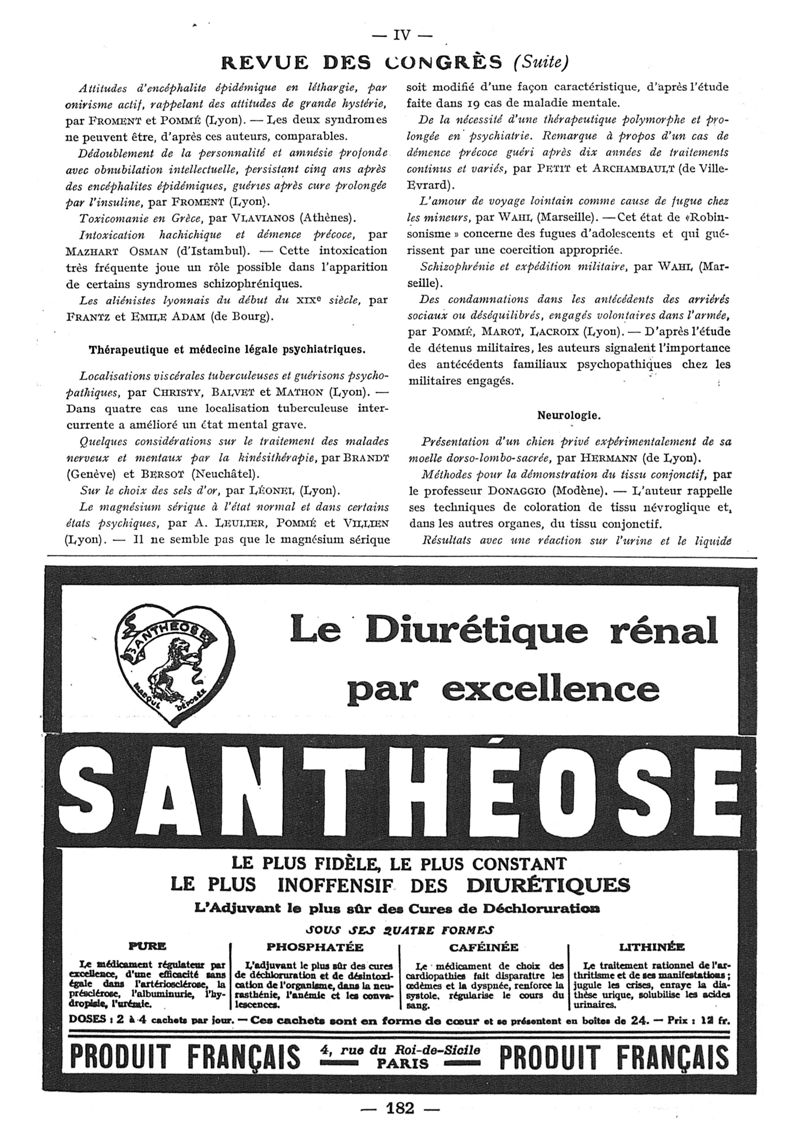 — IV —
REVUE DES CONGRÈS (Suite)
Attitudes d'encéphalite épidémique en léthargie, par
onirisme actif, rappelant des attitudes de grande hystérie,
par FROMENT et POMMÉ (Lyon). — Les deux syndromes
ne peuvent être, d'après ces auteurs, comparables.
Dédoublement de la personnalité et amnésie profonde
avec obnubilation intellectuelle, persistant cinq ans après
des encéphalites épidémiques, guéries après cure prolongée
par l'insuline, par FROMENT (Lyon).
Toxicomanie en Grèce, par VLAVIANOS (Athènes).
Intoxication hachichique et démence précoce, par
MAZHART OSMAN (d'Istambul). — Cette intoxication
très fréquente joue un rôle possible dans l'apparition
de certains syndromes schizophréniques.
Les aliénistes lyonnais du début du XIXe siècle, par
FRANTZ et EMILE ADAM (de Bourg).
Thérapeutique et médecine légale psychiatriques.
Localisations viscérales tuberculeuses et guérisons psycho-
pathiques, par CHRISTY, BALVET et MATHON (Lyon). —
Dans quatre cas une localisation tuberculeuse inter-
currente a amélioré un état mental grave.
Quelques considérations sur le traitement des malades
nerveux et mentaux par la kinésithérapie, par BRANDT
(Genève) et BERSOT (Neuchâtel).
Sur le choix des sels d'or, par LÉONEL (Lyon).
Le magnésium sérique à l'état normal et dans certains
états psychiques, par A. LEULIER, POMMÉ et VILLIEN
(Lyon). — Il ne semble pas que le magnésium sérique
soit modifié d'une façon caractéristique, d'après l'étude
faite dans 19 cas de maladie mentale.
De la nécessité d'une thérapeutique polymorphe et pro-
longée en psychiatrie. Remarque à propos d'un cas de
démence précoce guéri après dix années de traitements
continus et variés, par PETIT et ARCHAMBAULT (de Ville-
Evrard).
L'amour de voyage lointain comme cause de fugue chez
les mineurs, par WAHL (Marseille). — Cet état de «Robin-
sonisme » concerne des fugues d'adolescents et qui gué-
rissent par une coercition appropriée.
Schizophrénie et expédition militaire, par WAHL (Mar-
seille).
Des condamnations dans les antécédents des arriérés
sociaux ou déséquilibrés, engagés volontaires dans l'armée,
par POMMÉ, MAROT, LACROIX (Lyon). — D'après l'étude
de détenus militaires, les auteurs signalent l'importance
des antécédents familiaux psychopathiques chez les
militaires engagés.
Neurologie.
Présentation d'un chien privé expérimentalement de sa
moelle dorso-lombo-sacrée, par HERMANN (de Lyon).
Méthodes pour la démonstration du tissu conjonctif, par
le professeur DONAGGIO (Modène). — L'auteur rappelle
ses techniques de coloration de tissu névroglique et,
dans les autres organes, du tissu conjonctif.
Résultats avec une réaction sur l'urine et le liquide
SANTHÉOSE
MARQUE DÉPOSÉE
Le Diurétique rénal
par excellence
SANTHÉOSE
LE PLUS FIDÈLE, LE PLUS CONSTANT
LE PLUS INOFFENSIF DES DIURÉTIQUES
L'Adjuvant le plus sûr des Cures de Déchloruration
SOUS SES QUATRE FORMES
PURE
Le médicament régulateur par
excellence, d'une efficacité sans
égale dans l'artériosclérose, la
présclérose, l'albuminurie, l'hy-
dropisie, l'urémie.
PHOSPHATÉE
L'adjuvant le plus sûr des cures
de déchloruration et de désintoxi-
cation de l'organisme, dans la neu-
rasthénie, l'anémie et les conva-
lescences.
CAFÉINÉE
Le médicament de choix des
cardiopathies fait disparaître les
œdèmes et la dyspnée, renforce la
systole, régularise le cours du
sang.
LITHINÉE
Le traitement rationnel de l'ar-
thritisme et de ses manifestations ;
jugule les crises, enraye la dia-
thèse urique, solubilise les acides
urinaires.
DOSES : 2 à 4 cachets par jour. — Ces cachets sont en forme de cœur et se présentent en boîtes de 24. — Prix : 12 fr.
PRODUIT FRANÇAIS
4, rue du Roi-de-Sicile
PARIS
PRODUIT FRANÇAIS
— 182 —